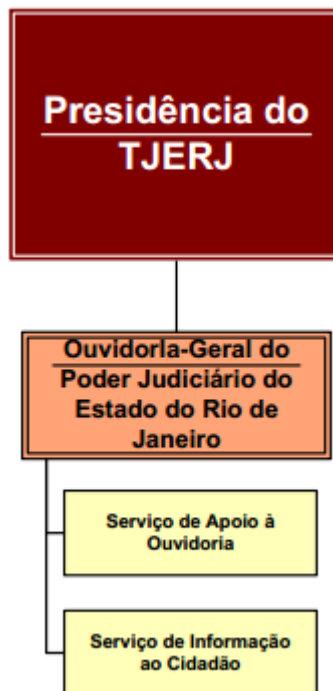 Presidência do
TJERJ
Ouvidoria-Geral do
Poder Judiciário do
Estado do Rio de
Janeiro
Serviço de Apoio à
Ouvidoria
Serviço de Informação
ao Cidadão